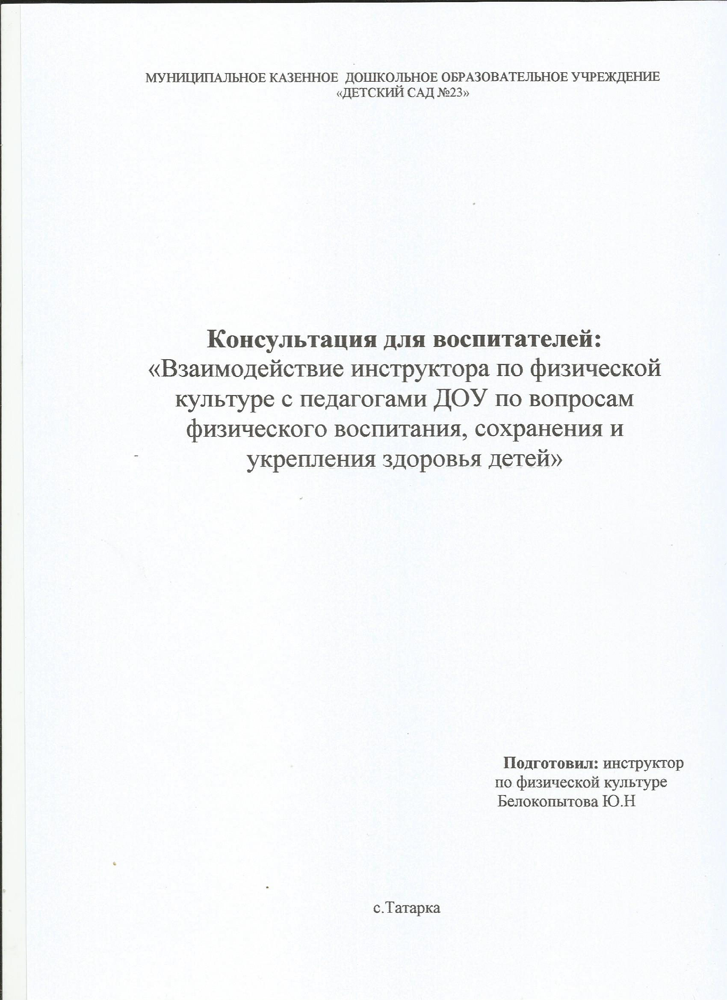 МУНИЦИПАЛЬНОЕ КАЗЕННОЕ  ДОШКОЛЬНОЕ ОБРАЗОВАТЕЛЬНОЕ УЧРЕЖДЕНИЕ
«ДЕТСКИЙ САД №23»
Консультация для воспитателей:
«Взаимодействие инструктора по физической
культуре с педагогами ДОУ по вопросам
физического воспитания, сохранения и
укрепления здоровья детей»
Подготовил: инструктор
по физической культуре
Белокопытова Ю.Н
с.Татарка